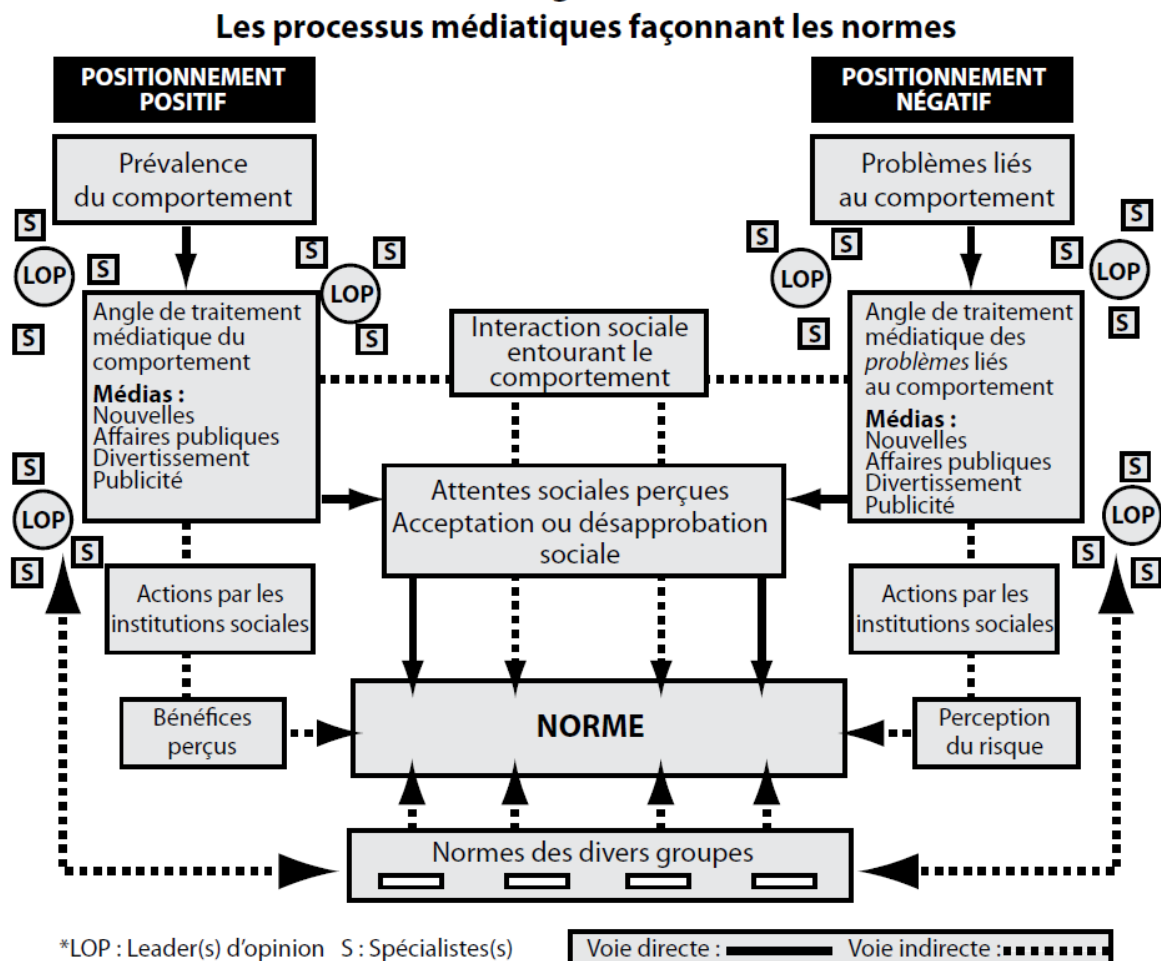 Les processus médiatiques façonnant les normes
POSITIONNEMENT
POSITIF
POSITIONNEMENT
NÉGATIF
Prévalence
du comportement
Problèmes liés
au comportement
S
LOP
S
S
S
LOP
S
S
S
LOP
S
S
S
LOP
S
S
Angle de traitement
médiatique du
comportement
Médias :
Nouvelles
Affaires publiques
Divertissement
Publicité
Interaction sociale
entourant le
comportement
Angle de traitement
médiatique des
problèmes liés
au comportement
Médias :
Nouvelles
Affaires publiques
Divertissement
Publicité
S
LOP
S
S
Attentes sociales perçues
Acceptation ou désapprobation
sociale
S
LOP
S
S
Actions par les
institutions sociales
Actions par les
institutions sociales
Bénéfices
perçus
NORME
Perception
du risque
Normes des divers groupes
*LOP : Leader(s) d'opinion S : Spécialistes(s)
Voie directe : Voie indirecte :